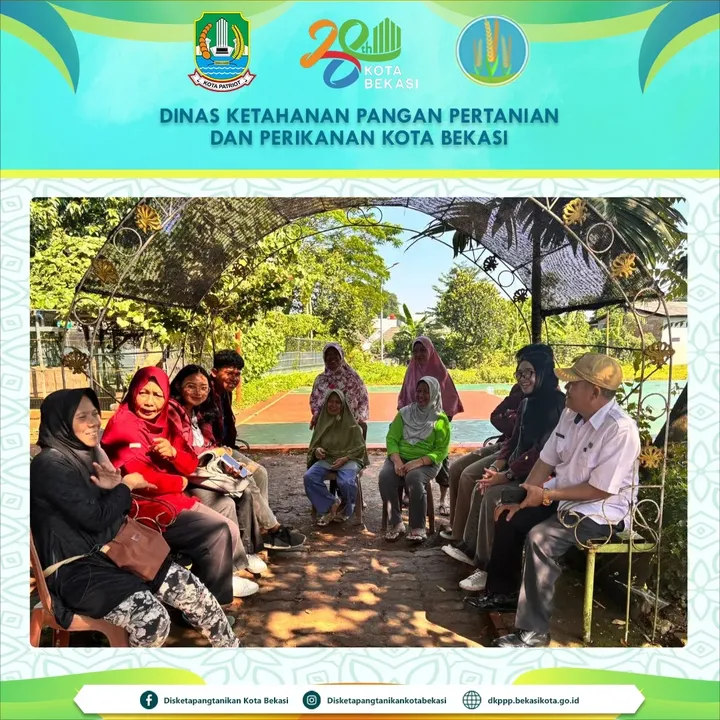 KOTA PATRIOT
28th
KOTA
BEKASI
DINAS KETAHANAN PANGAN PERTANIAN
DAN PERIKANAN KOTA BEKASI
Disketapangtanikan Kota Bekasi
Disketapangtanikankotabekasi
dkppp.bekasikota.go.id